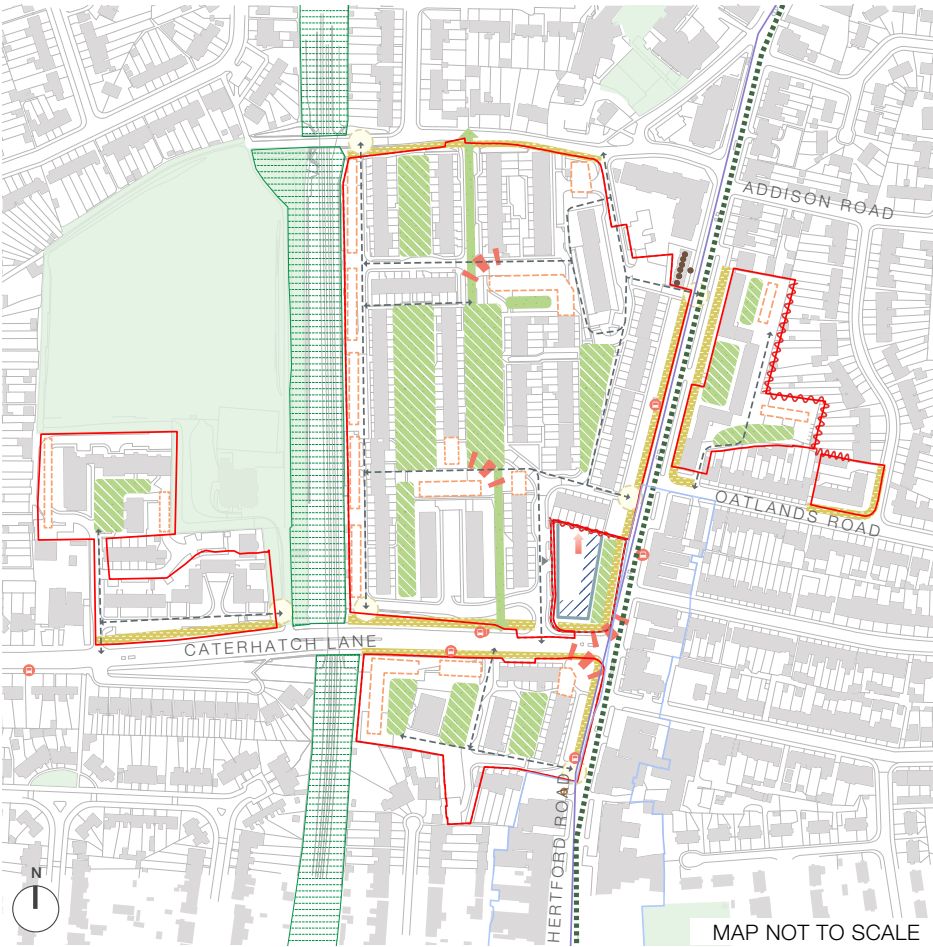 ADDISON ROAD
OATLANDS ROAD
CATERHATCH LANE
HERTFORD ROAD
N
MAP NOT TO SCALE